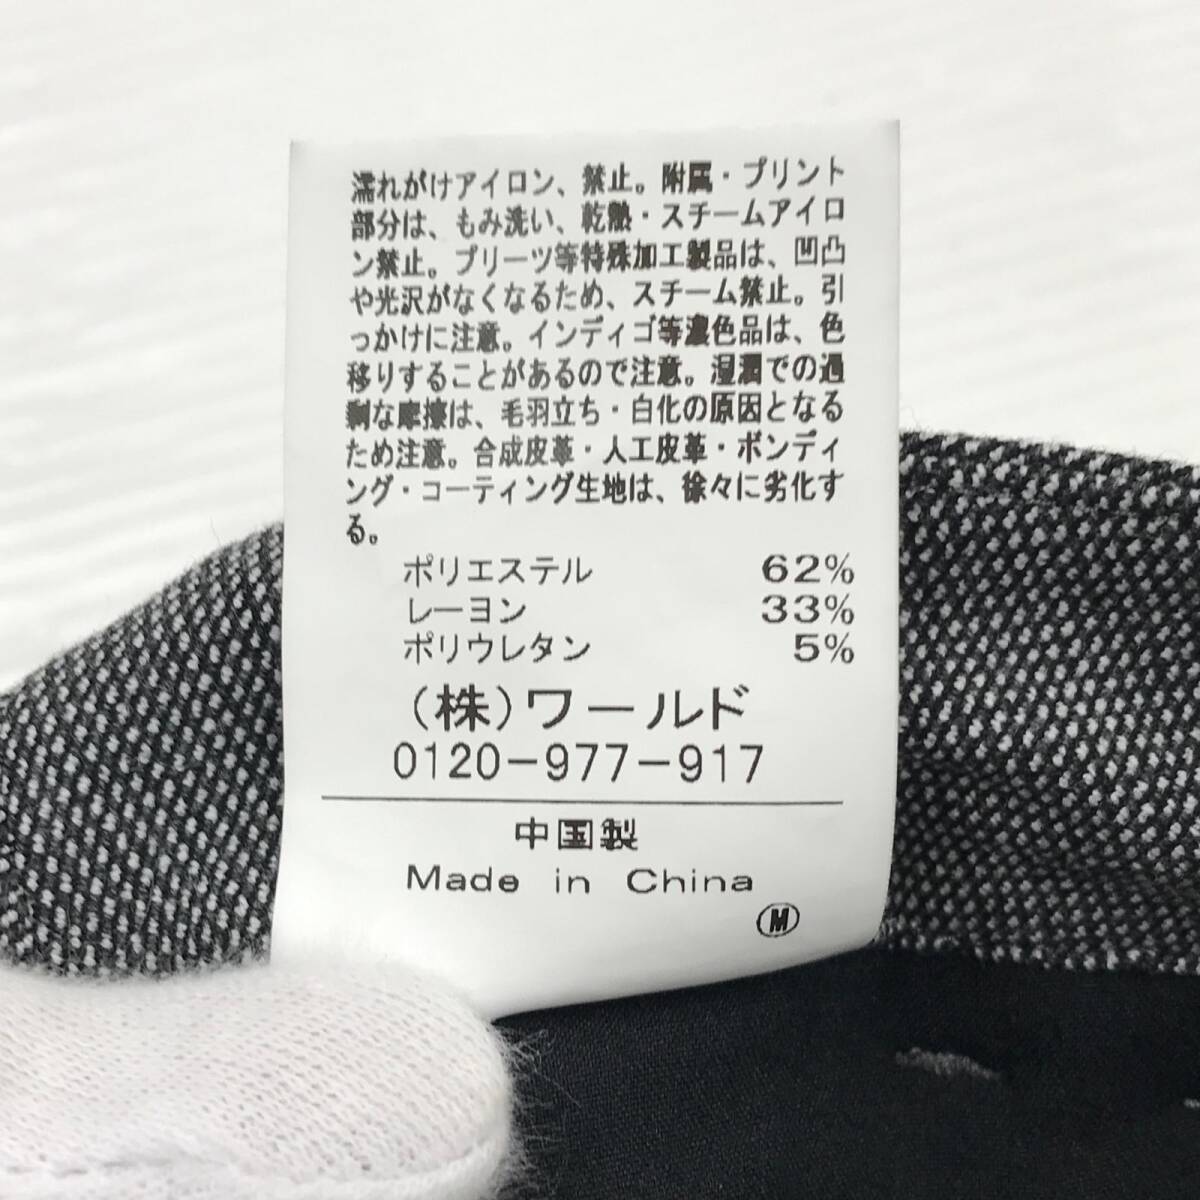 濡れがけアイロン、禁止。附属・プリント
部分は、もみ洗い、乾熱・スチームアイロ
ン禁止。プリーツ等特殊加工製品は、凹凸
や光沢がなくなるため、スチーム禁止。引
っかけに注意。インディゴ等濃色品は、色
移りすることがあるので注意。湿潤での過
剰な摩擦は、毛羽立ち・白化の原因となる
ため注意。合成皮革・人工皮革・ボンディ
ング・コーティング生地は、徐々に劣化す
る。
ポリエステル 62%
レーヨン 33%
ポリウレタン 5%
(株)ワールド
0120-977-917
中国製
Made in China
M